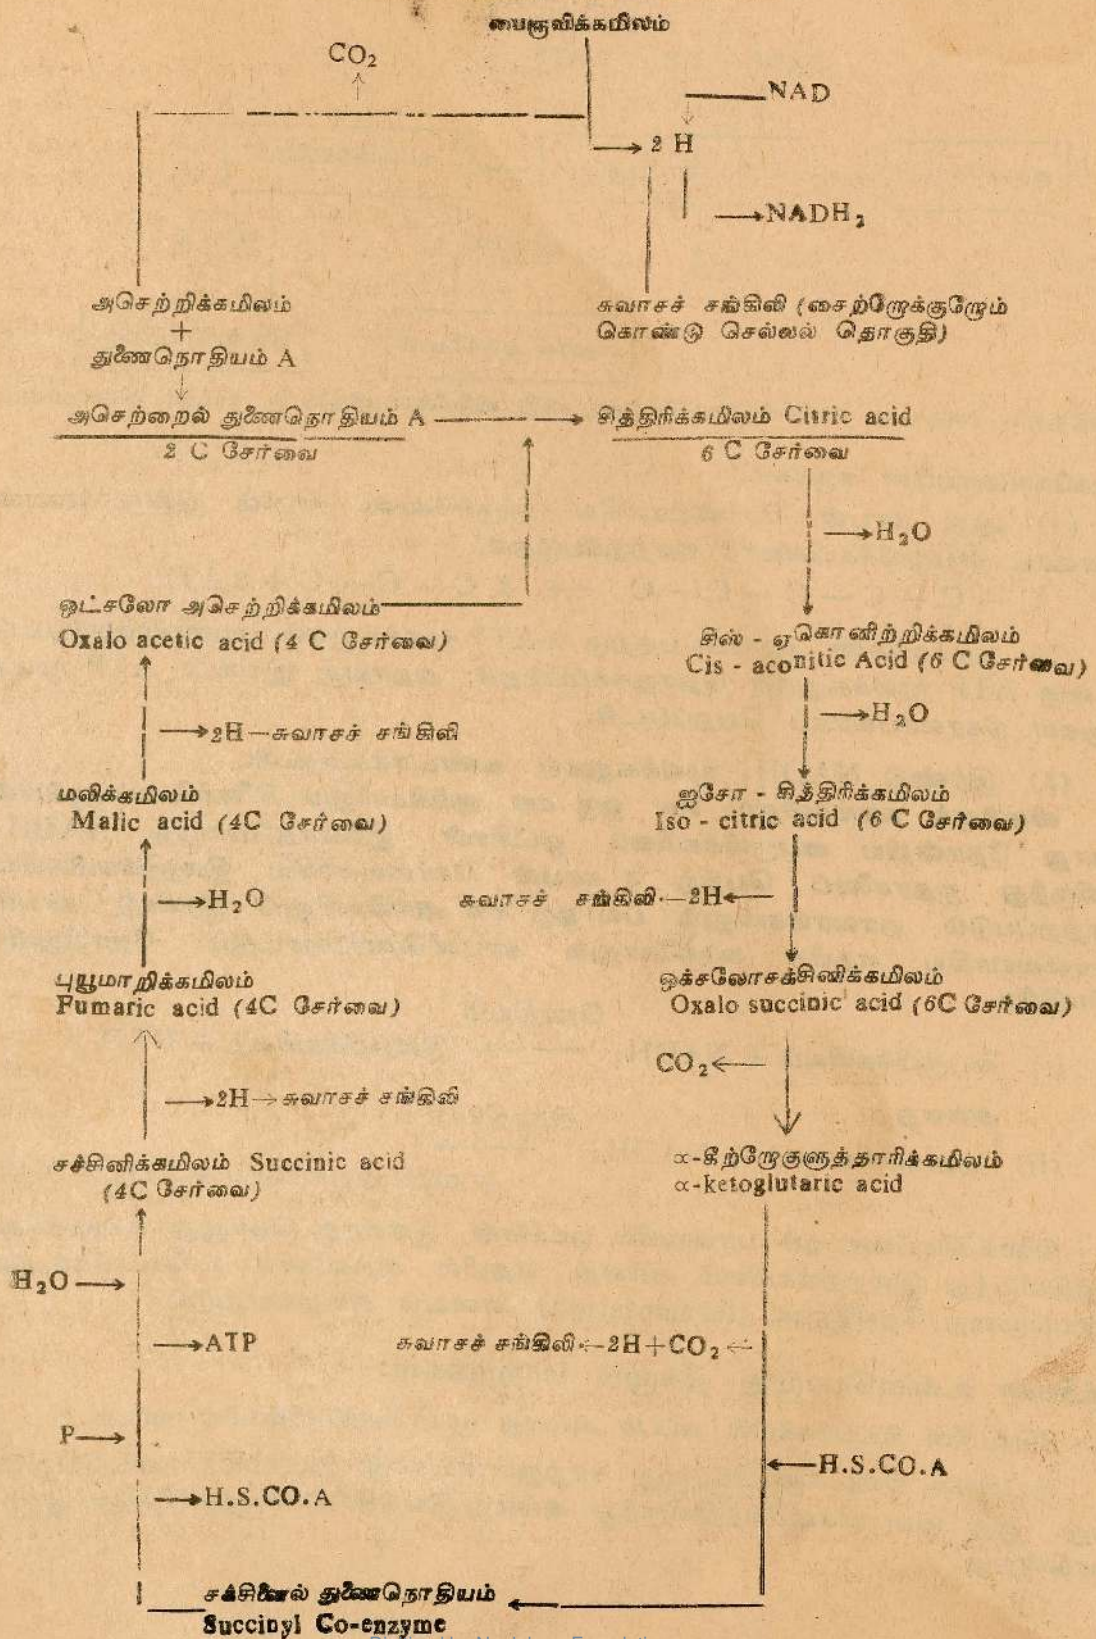 பைரூவிக்கமிலம்
CO₂
NAD
2 H
NADH₂
அசெற்றிக்கமிலம்
+
துணைநொதியம் A
சுவாசச் சங்கிலி (சைற்றோக்குரோம்
கொண்டு செல்லல் தொகுதி)
அசெற்றைல் துணைநொதியம் A
2 C சேர்வை
சித்திரிக்கமிலம் Citric acid
6 C சேர்வை
H₂O
ஒட்சலோ அசெற்றிக்கமிலம்
Oxalo acetic acid (4 C சேர்வை)
சிஸ் - ஏகொனிற்றிக்கமிலம்
Cis - aconitic Acid (6 C சேர்வை)
2H—சுவாசச் சங்கிலி
H₂O
மலிக்கமிலம்
Malic acid (4C சேர்வை)
ஐசோ - சித்திரிக்கமிலம்
Iso - citric acid (6 C சேர்வை)
H₂O
சுவாசச் சங்கிலி—2H
புயூமாறிக்கமிலம்
Fumaric acid (4C சேர்வை)
ஒக்சலோசக்சினிக்கமிலம்
Oxalo succinic acid (6C சேர்வை)
CO₂
2H→சுவாசச் சங்கிலி
சச்சினிக்கமிலம் Succinic acid
(4C சேர்வை)
∝-கீற்றோகுளுத்தாரிக்கமிலம்
∝-ketoglutaric acid
H₂O
ATP
சுவாசச் சங்கிலி←2H+CO₂
P
H.S.CO.A
H.S.CO.A
சக்சினைல் துணைநொதியம்
Succinyl Co-enzyme